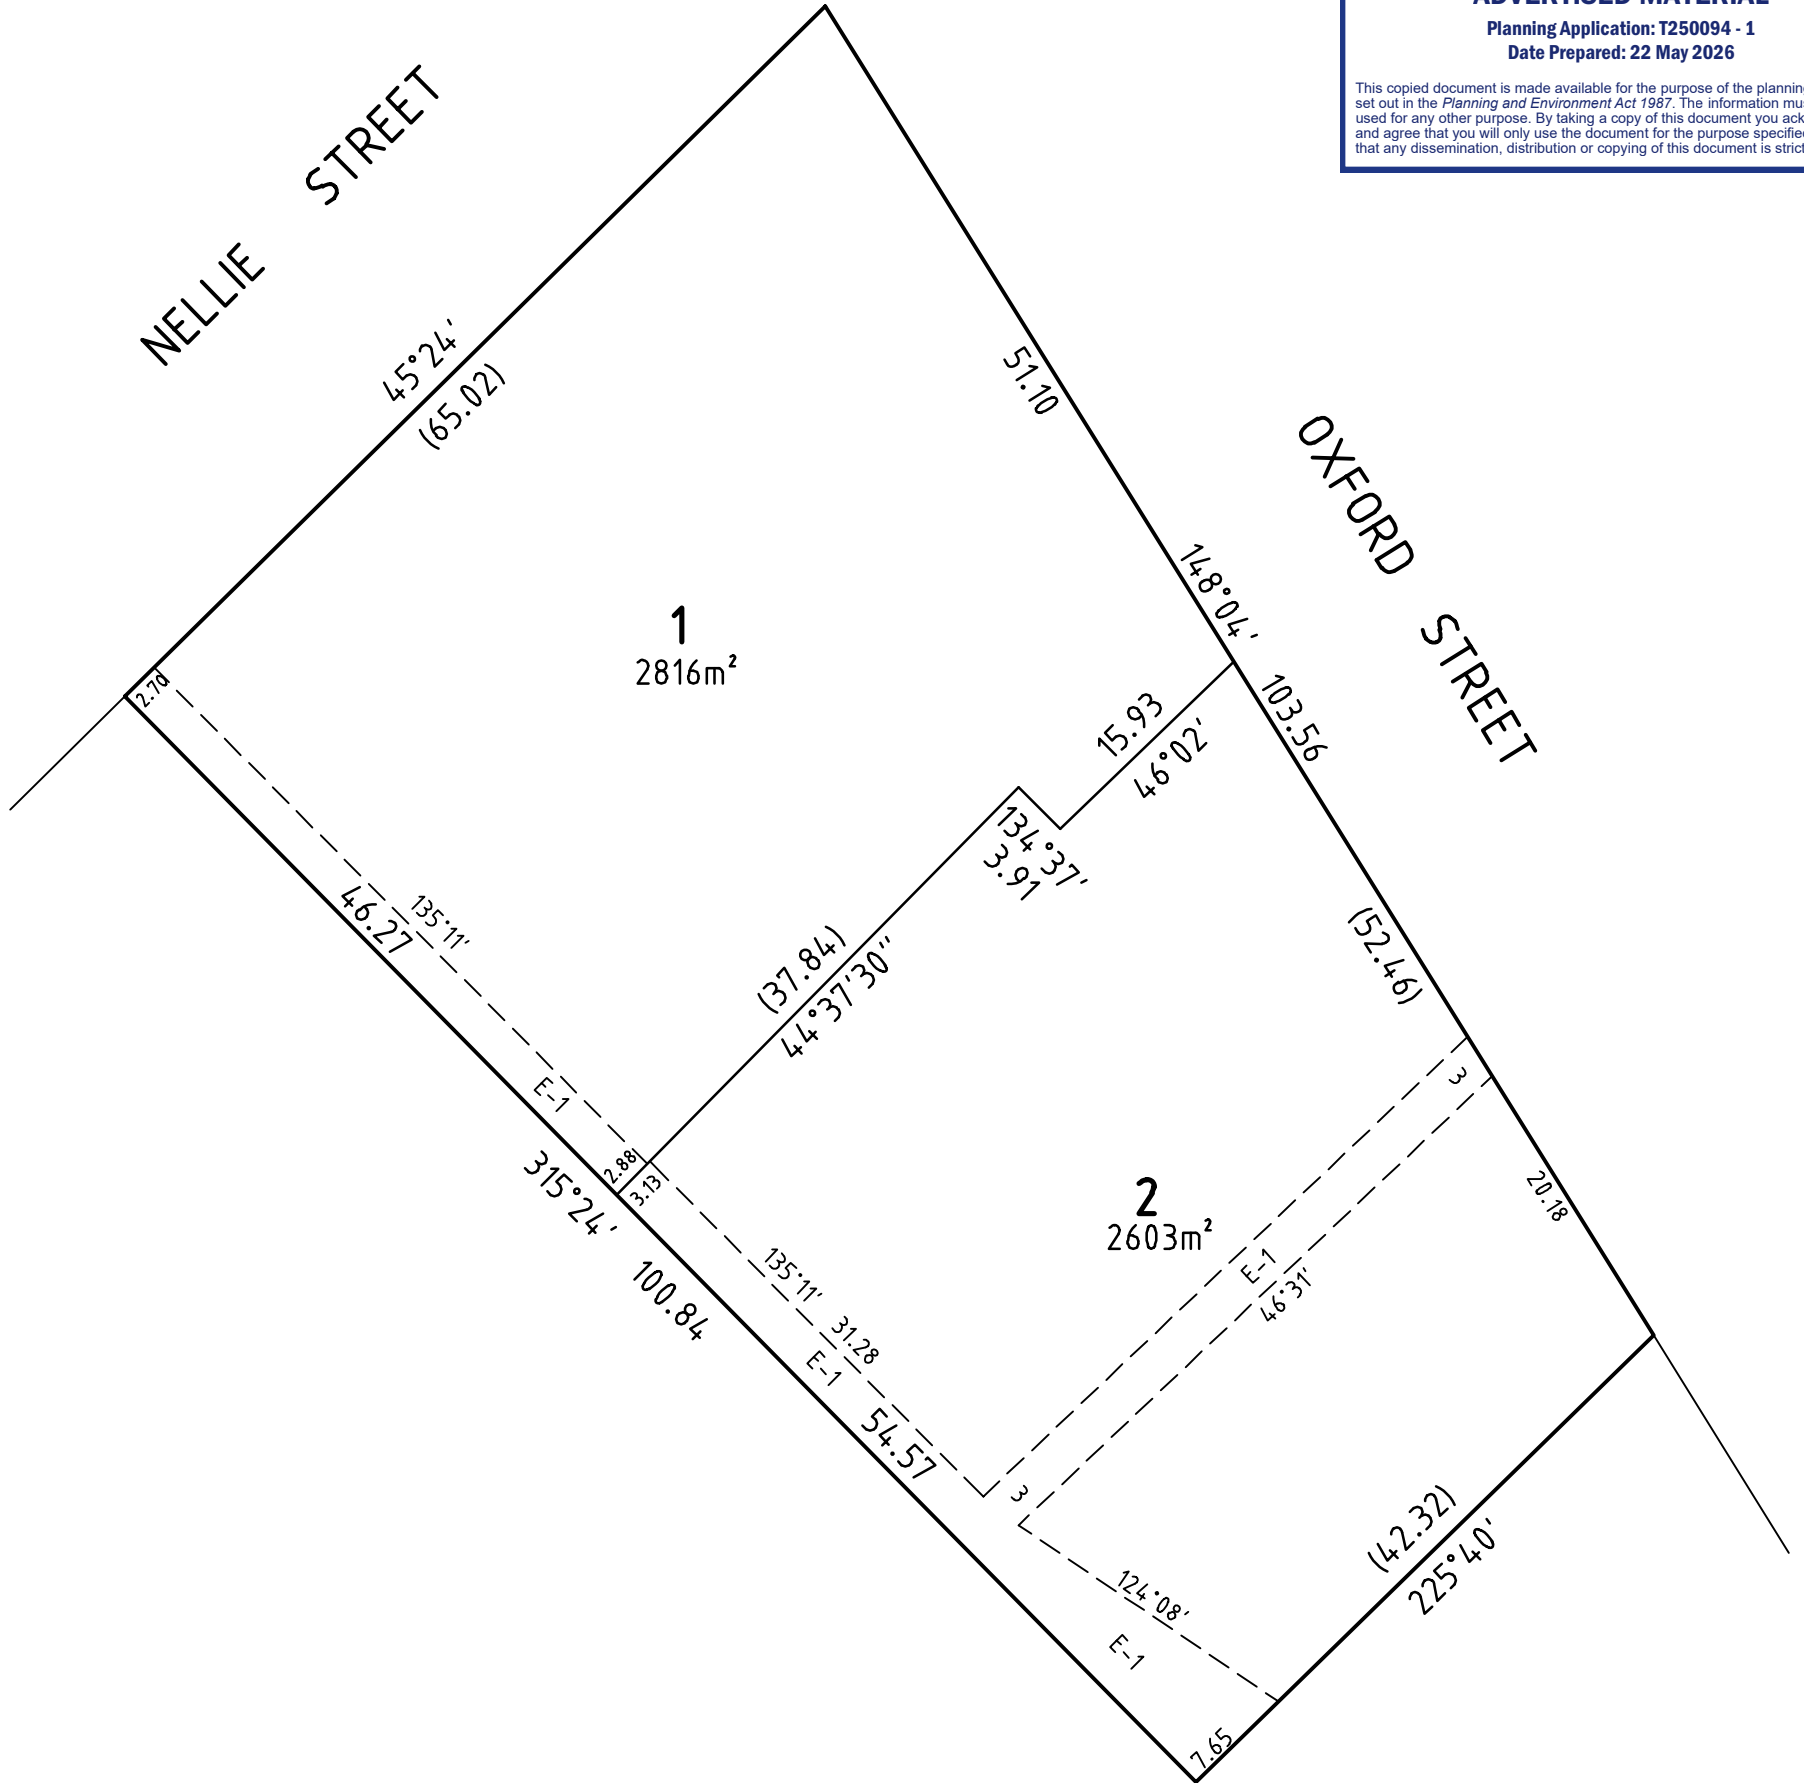 ADVERTISED MATERIAL
Planning Application: T250094 - 1
Date Prepared: 22 May 2026
This copied document is made available for the purpose of the planning
set out in the Planning and Environment Act 1987. The information mu
used for any other purpose. By taking a copy of this document you ack
and agree that you will only use the document for the purpose specifie
that any dissemination, distribution or copying of this document is strict
NELLIE STREET
45°24'
(65.02)
51.10
OXFORD STREET
148°04'
103.56
1
2816m²
2.70
15.93
46°02'
134°37'
3.91
(37.84)
44°37'30"
46.27
135°11'
(52.46)
E-1
2.88
3.13
315°24'
100.84
3
2
2603m²
20.18
135°11'
31.28
E-1
E-1
46°31'
54.57
3
(42.32)
225°40'
124°08'
E-1
7.65